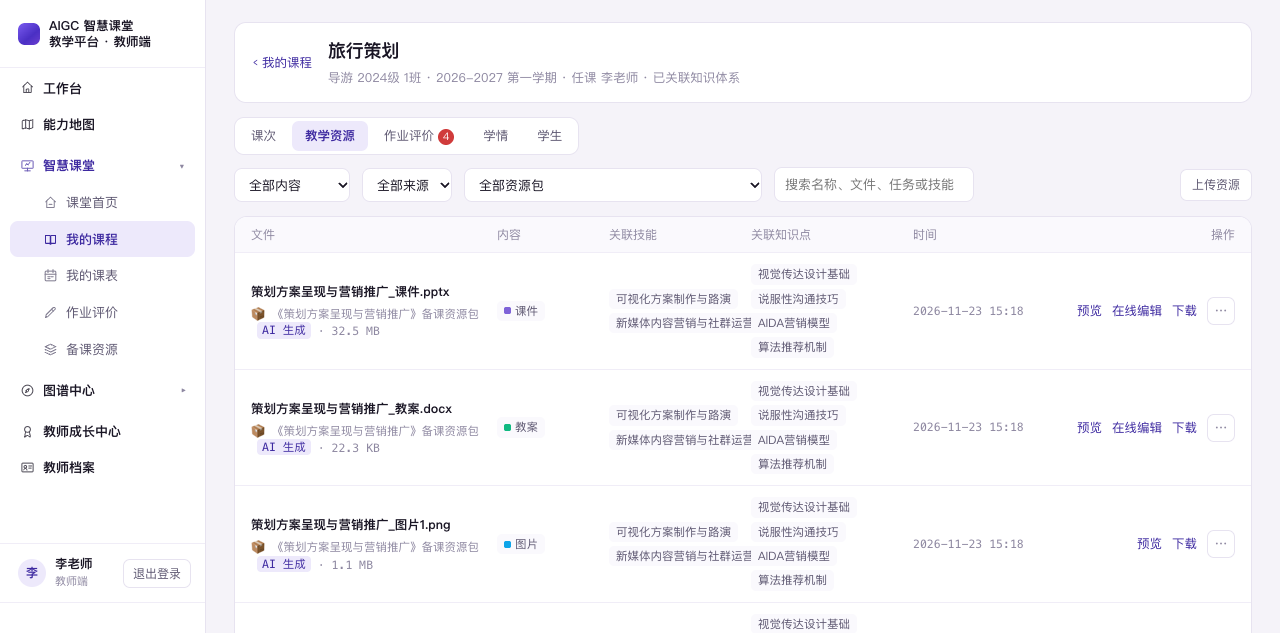 AIGC 智慧课堂
教学平台 · 教师端
工作台
能力地图
智慧课堂
课堂首页
我的课程
我的课表
作业评价
备课资源
图谱中心
教师成长中心
教师档案
李
李老师
教师端
退出登录
‹ 我的课程
旅行策划
导游 2024级 1班 · 2026—2027 第一学期 · 任课 李老师 · 已关联知识体系
课次 教学资源 作业评价 4 学情 学生
全部内容 全部来源 全部资源包 搜索名称、文件、任务或技能 上传资源
文件 内容 关联技能 关联知识点 时间 操作
策划方案呈现与营销推广_课件.pptx
《策划方案呈现与营销推广》备课资源包
AI 生成 · 32.5 MB
课件
可视化方案制作与路演
新媒体内容营销与社群运营
视觉传达设计基础
说服性沟通技巧
AIDA营销模型
算法推荐机制
2026-11-23 15:18
预览 在线编辑 下载 ···
策划方案呈现与营销推广_教案.docx
《策划方案呈现与营销推广》备课资源包
AI 生成 · 22.3 KB
教案
可视化方案制作与路演
新媒体内容营销与社群运营
视觉传达设计基础
说服性沟通技巧
AIDA营销模型
算法推荐机制
2026-11-23 15:18
预览 在线编辑 下载 ···
策划方案呈现与营销推广_图片1.png
《策划方案呈现与营销推广》备课资源包
AI 生成 · 1.1 MB
图片
可视化方案制作与路演
新媒体内容营销与社群运营
视觉传达设计基础
说服性沟通技巧
AIDA营销模型
算法推荐机制
2026-11-23 15:18
预览 下载 ···
视觉传达设计基础